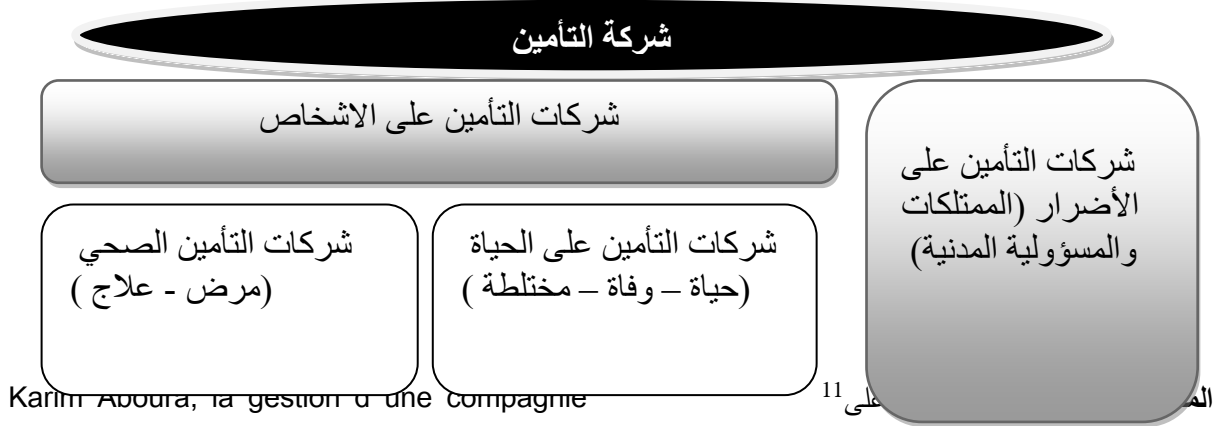 شركة التأمين
شركات التأمين على الاشخاص
شركات التأمين على
الأضرار (الممتلكات
والمسؤولية المدنية)
شركات التأمين على الحياة
(حياة – وفاة – مختلطة )
شركات التأمين الصحي
(مرض - علاج )
على 11
Karim Aboura, la gestion d'une compagnie